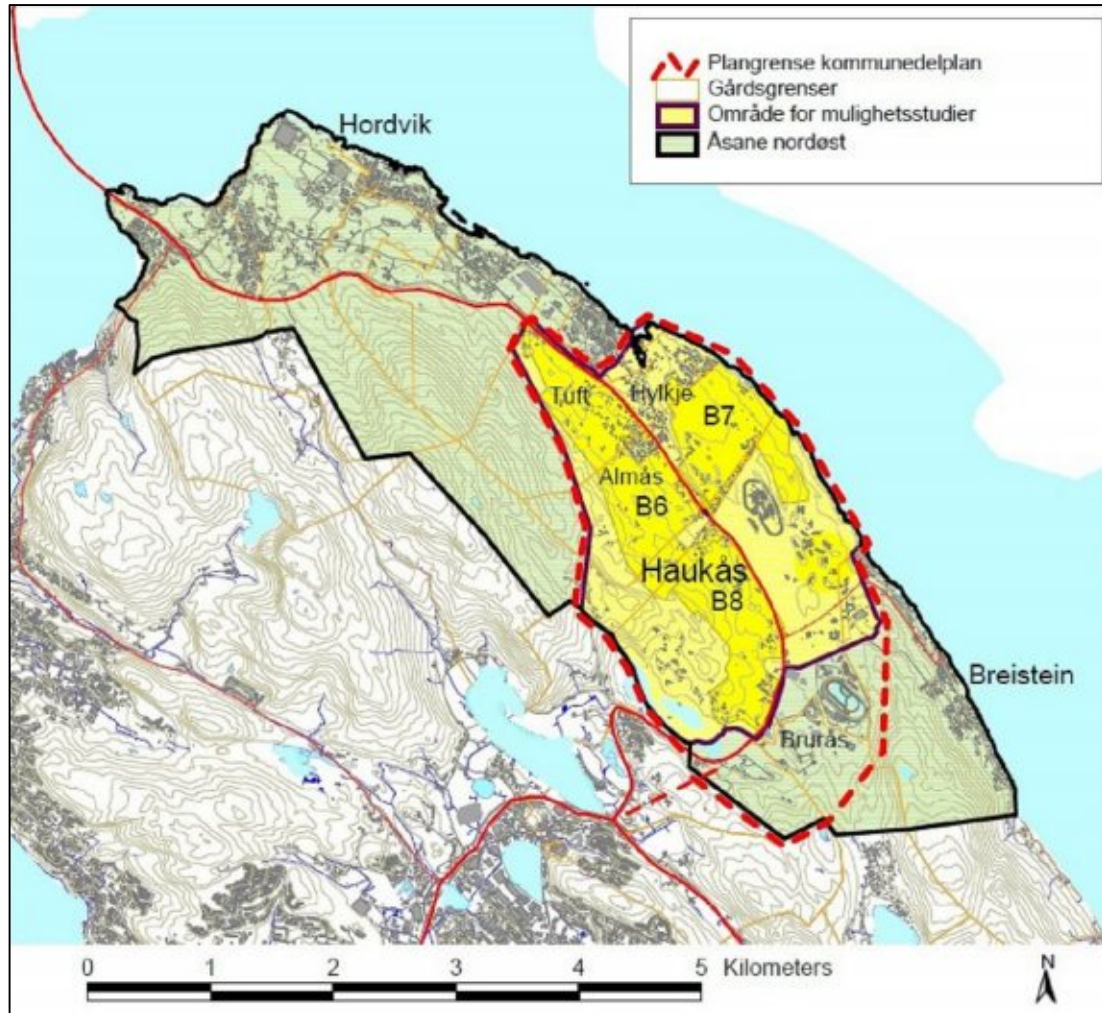 Plangrense kommunedelplan
Gårdsgrenser
Område for mulighetsstudier
Åsane nordøst
Hordvik
Tuft
Hylkje
B7
Almås
B6
Haukås
B8
Breistein
Brurås
0 1 2 3 4 5 Kilometers
N